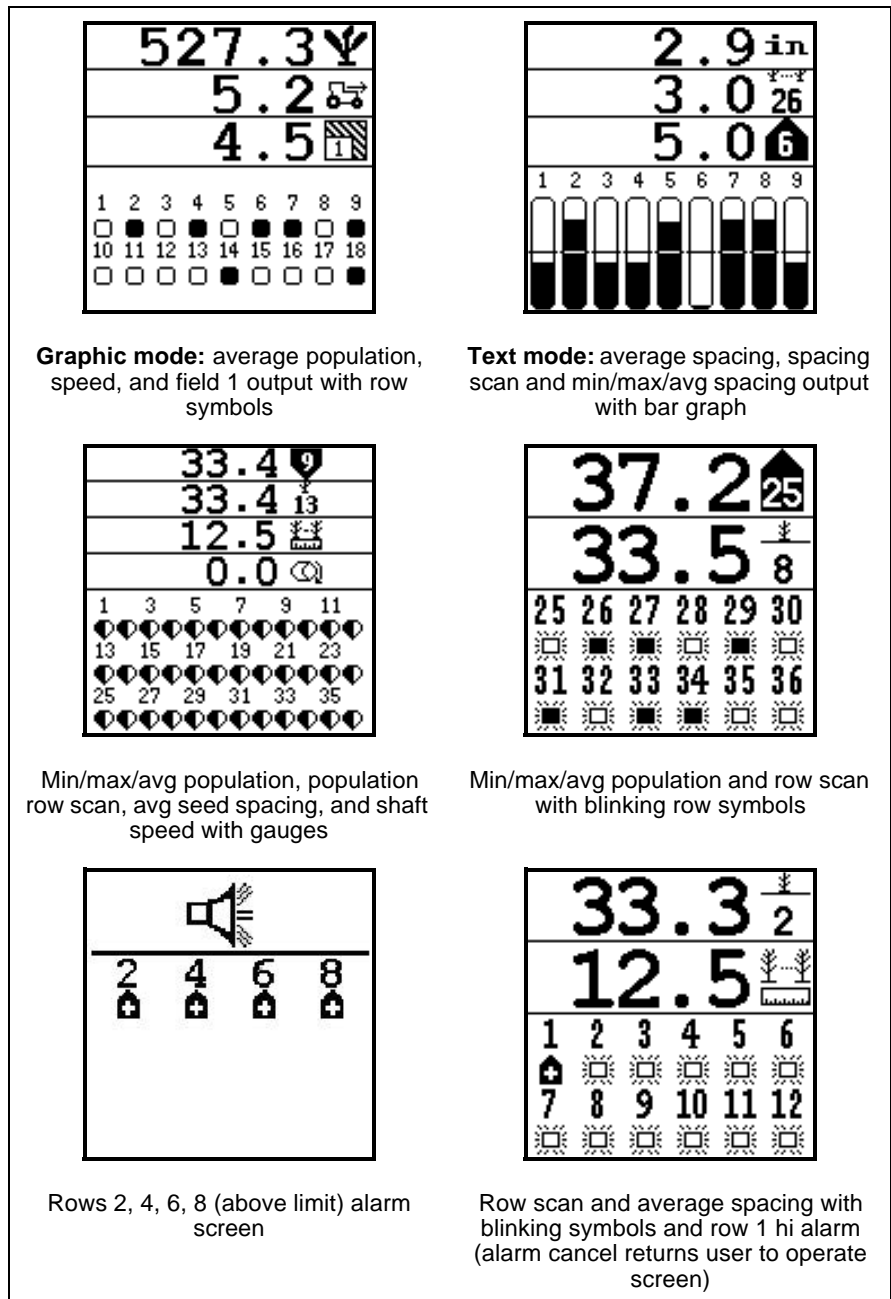 527.3
5.2
4.5 1
1 2 3 4 5 6 7 8 9
10 11 12 13 14 15 16 17 18
Graphic mode: average population,
speed, and field 1 output with row
symbols
2.9 in
3.0 26
5.0 6
1 2 3 4 5 6 7 8 9
Text mode: average spacing, spacing
scan and min/max/avg spacing output
with bar graph
33.4 9
33.4 13
12.5
0.0
1 3 5 7 9 11
13 15 17 19 21 23
25 27 29 31 33 35
Min/max/avg population, population
row scan, avg seed spacing, and shaft
speed with gauges
37.2 25
33.5 8
25 26 27 28 29 30
31 32 33 34 35 36
Min/max/avg population and row scan
with blinking row symbols
2 4 6 8
Rows 2, 4, 6, 8 (above limit) alarm
screen
33.3 2
12.5
1 2 3 4 5 6
7 8 9 10 11 12
Row scan and average spacing with
blinking symbols and row 1 hi alarm
(alarm cancel returns user to operate
screen)